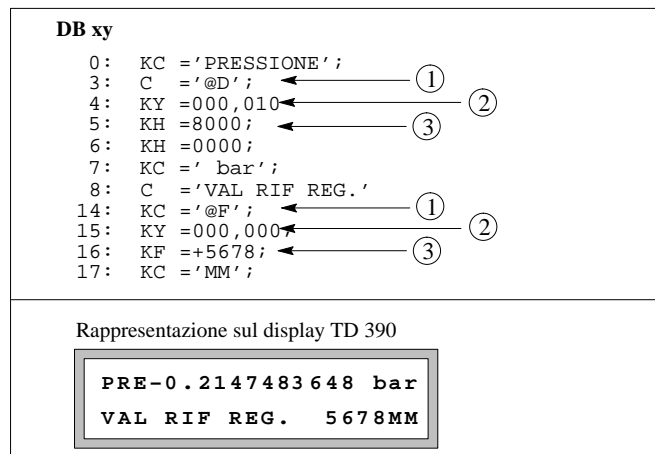 DB xy
0: KC ='PRESSIONE';
3: C ='@D'; 1
4: KY =000,010 2
5: KH =8000; 3
6: KH =0000;
7: KC =' bar';
8: C ='VAL RIF REG.'
14: KC ='@F'; 1
15: KY =000,000; 2
16: KF =+5678; 3
17: KC ='MM';
Rappresentazione sul display TD 390
PRE-0.2147483648 bar
VAL RIF REG. 5678MM